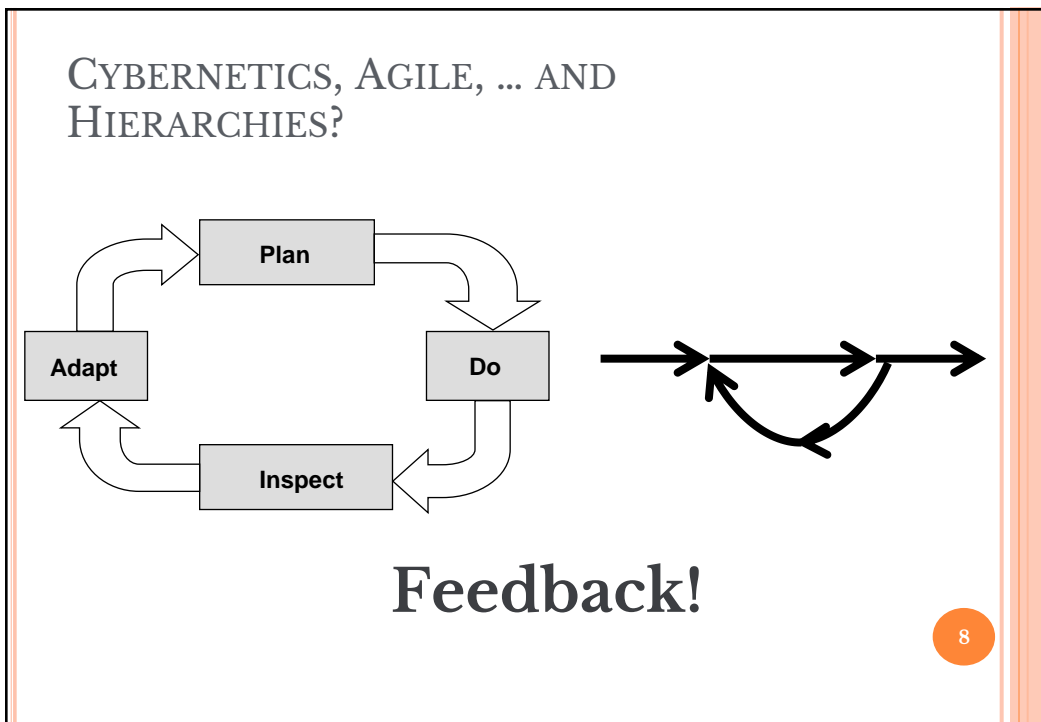 CYBERNETICS, AGILE, … AND
HIERARCHIES?
Plan
Adapt
Do
Inspect
Feedback!
8